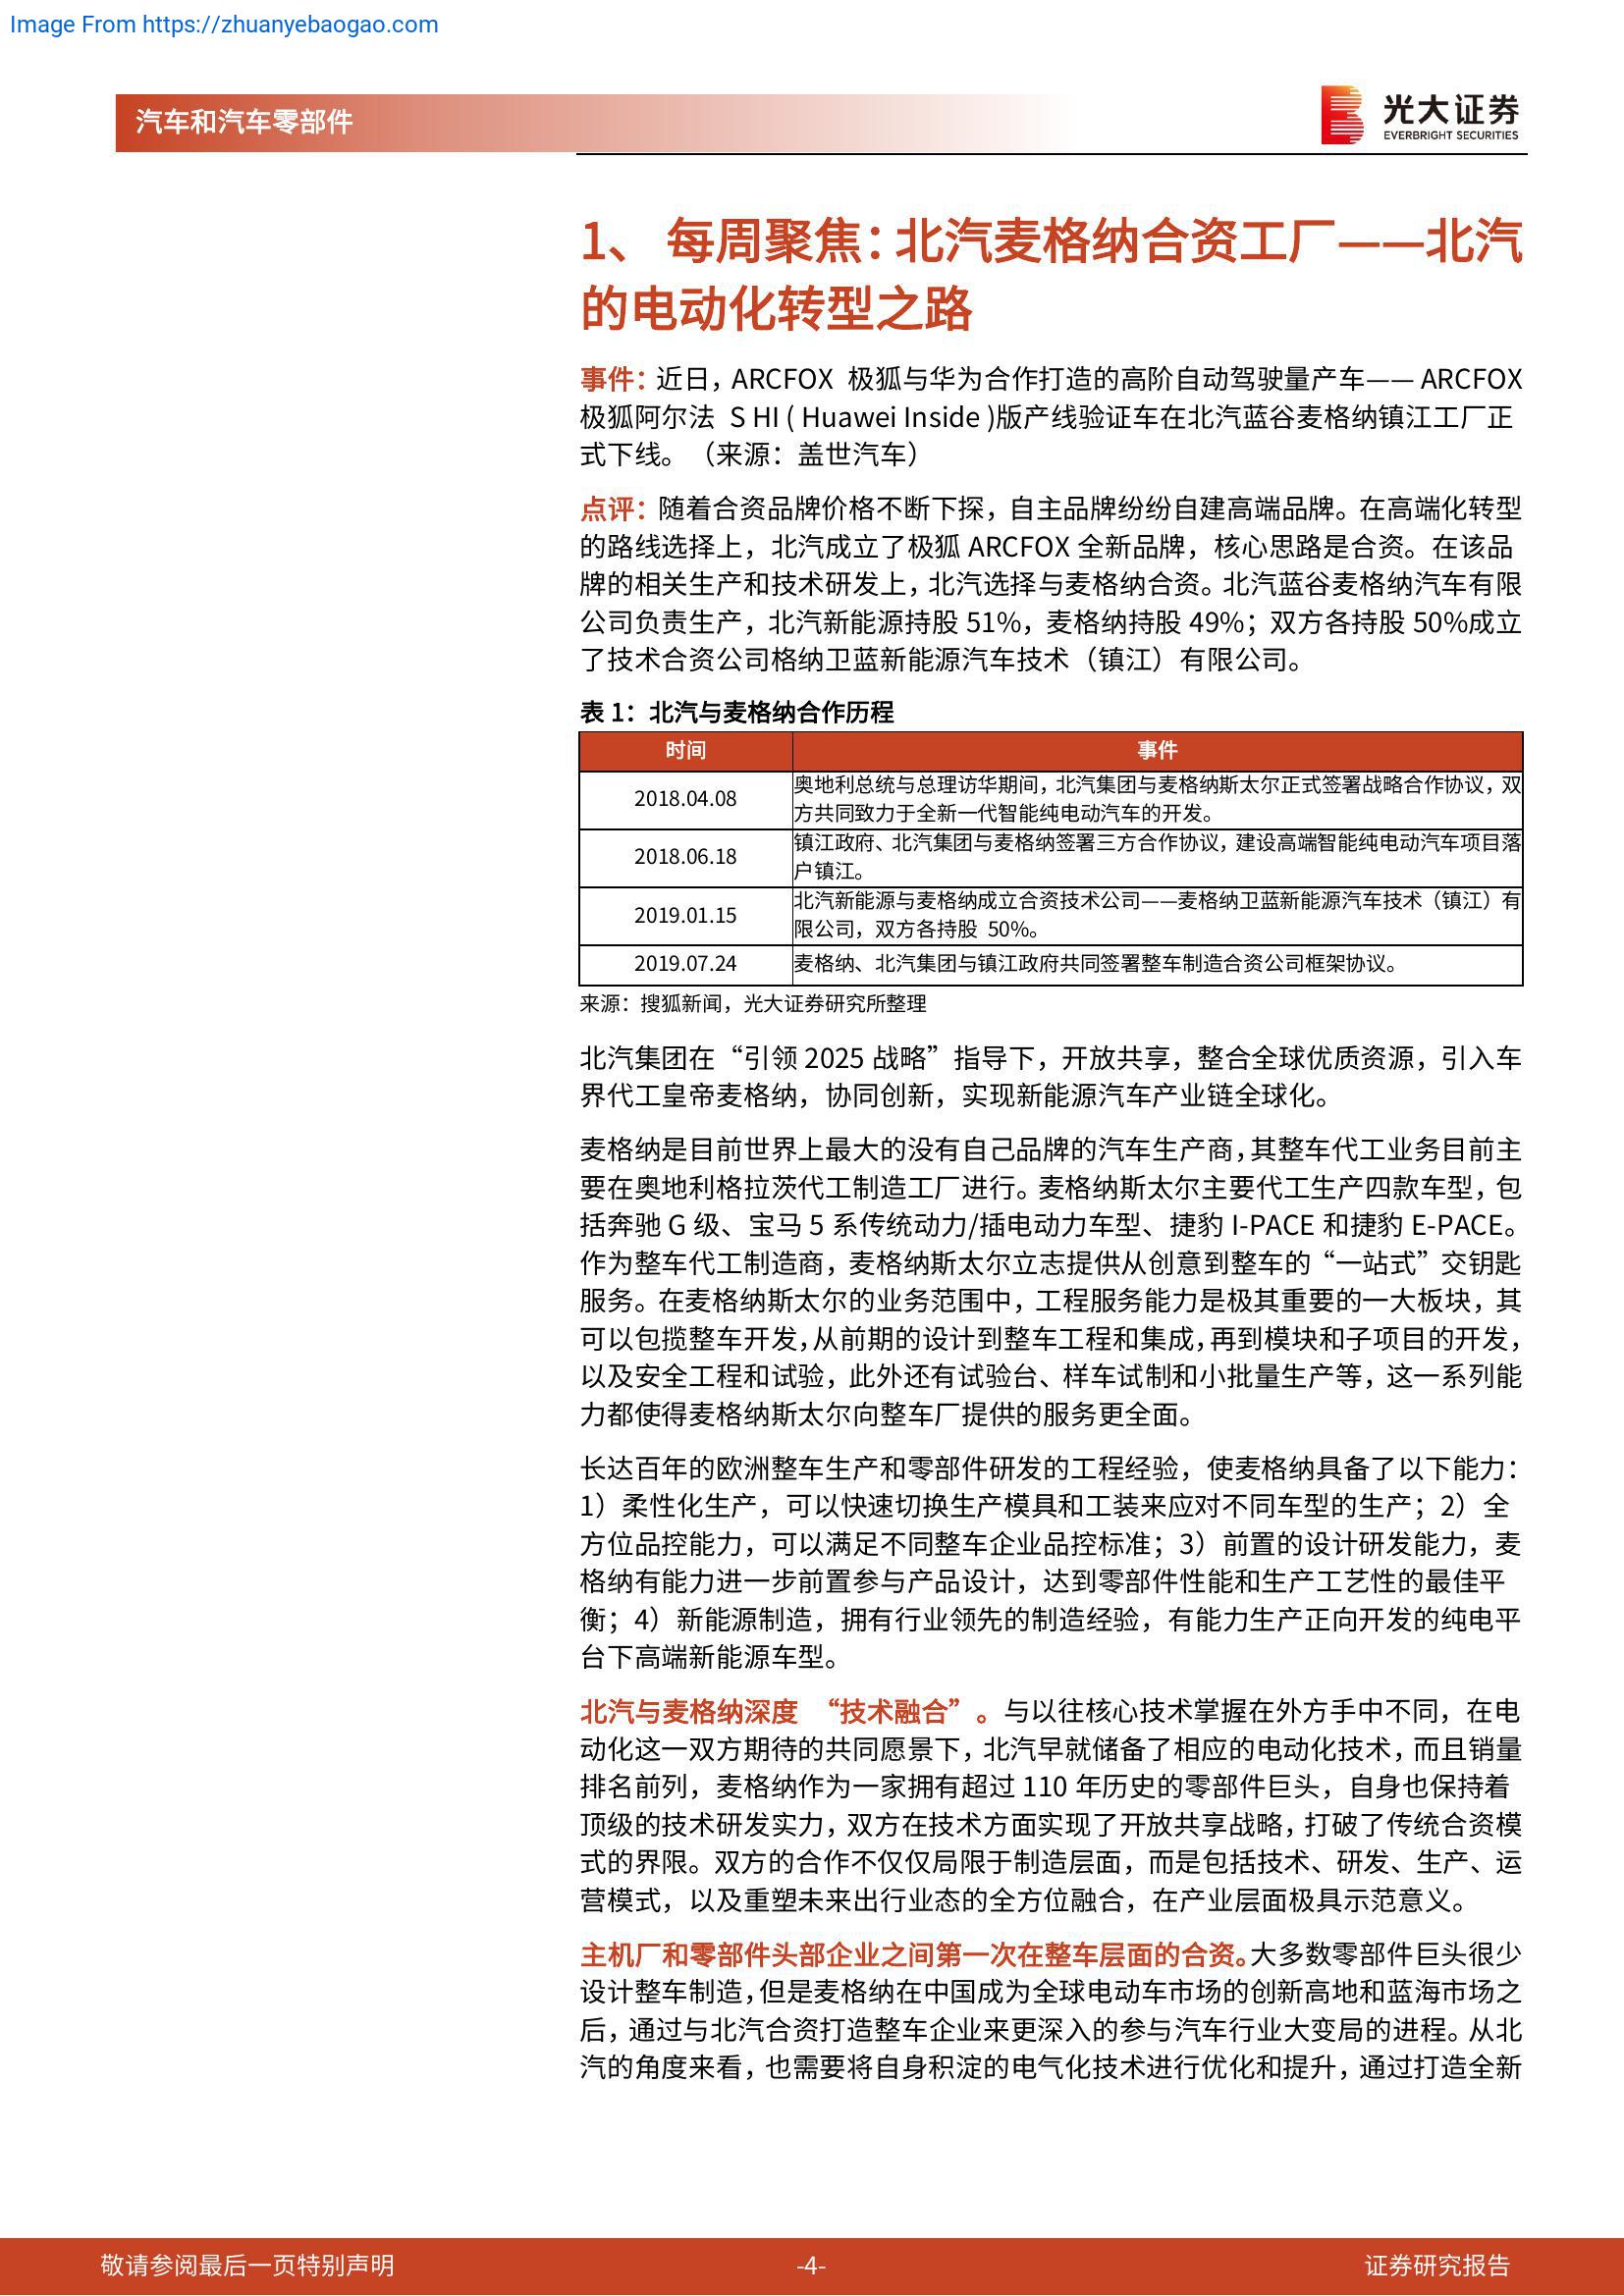 Image From https://zhuanyebaogao.com
汽车和汽车零部件
光大证券
EVERBRIGHT SECURITIES
1、 每周聚焦：北汽麦格纳合资工厂——北汽
的电动化转型之路
事件：近日，ARCFOX 极狐与华为合作打造的高阶自动驾驶量产车—— ARCFOX
极狐阿尔法 S HI ( Huawei Inside )版产线验证车在北汽蓝谷麦格纳镇江工厂正
式下线。（来源：盖世汽车）
点评：随着合资品牌价格不断下探，自主品牌纷纷自建高端品牌。在高端化转型
的路线选择上，北汽成立了极狐 ARCFOX 全新品牌，核心思路是合资。在该品
牌的相关生产和技术研发上，北汽选择与麦格纳合资。北汽蓝谷麦格纳汽车有限
公司负责生产，北汽新能源持股 51%，麦格纳持股 49%；双方各持股 50%成立
了技术合资公司格纳卫蓝新能源汽车技术（镇江）有限公司。
表 1：北汽与麦格纳合作历程
时间 事件
2018.04.08 奥地利总统与总理访华期间，北汽集团与麦格纳斯太尔正式签署战略合作协议，双
方共同致力于全新一代智能纯电动汽车的开发。
2018.06.18 镇江政府、北汽集团与麦格纳签署三方合作协议，建设高端智能纯电动汽车项目落
户镇江。
2019.01.15 北汽新能源与麦格纳成立合资技术公司——麦格纳卫蓝新能源汽车技术（镇江）有
限公司，双方各持股 50%。
2019.07.24 麦格纳、北汽集团与镇江政府共同签署整车制造合资公司框架协议。
来源：搜狐新闻，光大证券研究所整理
北汽集团在“引领 2025 战略”指导下，开放共享，整合全球优质资源，引入车
界代工皇帝麦格纳，协同创新，实现新能源汽车产业链全球化。
麦格纳是目前世界上最大的没有自己品牌的汽车生产商，其整车代工业务目前主
要在奥地利格拉茨代工制造工厂进行。麦格纳斯太尔主要代工生产四款车型，包
括奔驰 G 级、宝马 5 系传统动力/插电动力车型、捷豹 I-PACE 和捷豹 E-PACE。
作为整车代工制造商，麦格纳斯太尔立志提供从创意到整车的“一站式”交钥匙
服务。在麦格纳斯太尔的业务范围中，工程服务能力是极其重要的一大板块，其
可以包揽整车开发，从前期的设计到整车工程和集成，再到模块和子项目的开发，
以及安全工程和试验，此外还有试验台、样车试制和小批量生产等，这一系列能
力都使得麦格纳斯太尔向整车厂提供的服务更全面。
长达百年的欧洲整车生产和零部件研发的工程经验，使麦格纳具备了以下能力：
1）柔性化生产，可以快速切换生产模具和工装来应对不同车型的生产；2）全
方位品控能力，可以满足不同整车企业品控标准；3）前置的设计研发能力，麦
格纳有能力进一步前置参与产品设计，达到零部件性能和生产工艺性的最佳平
衡；4）新能源制造，拥有行业领先的制造经验，有能力生产正向开发的纯电平
台下高端新能源车型。
北汽与麦格纳深度 “技术融合”。与以往核心技术掌握在外方手中不同，在电
动化这一双方期待的共同愿景下，北汽早就储备了相应的电动化技术，而且销量
排名前列，麦格纳作为一家拥有超过 110 年历史的零部件巨头，自身也保持着
顶级的技术研发实力，双方在技术方面实现了开放共享战略，打破了传统合资模
式的界限。双方的合作不仅仅局限于制造层面，而是包括技术、研发、生产、运
营模式，以及重塑未来出行业态的全方位融合，在产业层面极具示范意义。
主机厂和零部件头部企业之间第一次在整车层面的合资。大多数零部件巨头很少
设计整车制造，但是麦格纳在中国成为全球电动车市场的创新高地和蓝海市场之
后，通过与北汽合资打造整车企业来更深入的参与汽车行业大变局的进程。从北
汽的角度来看，也需要将自身积淀的电气化技术进行优化和提升，通过打造全新
敬请参阅最后一页特别声明 -4- 证券研究报告